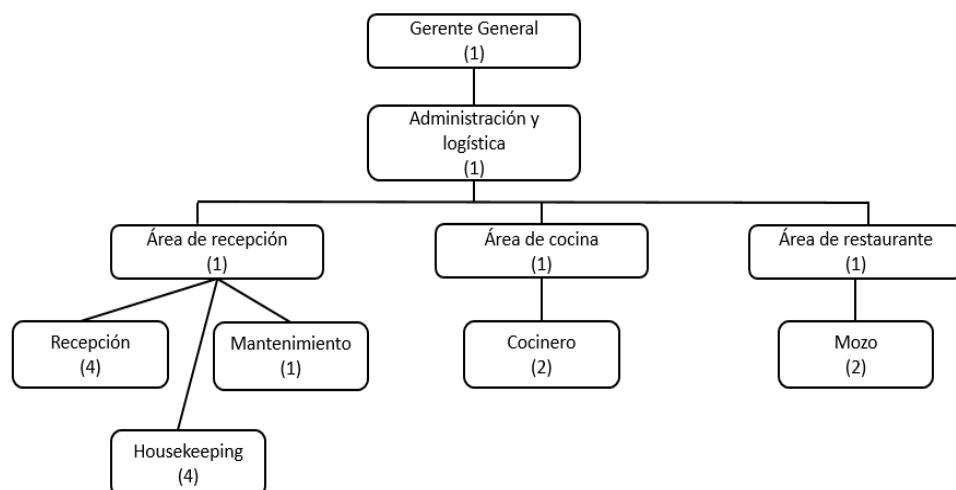 Gerente General
(1)
Administración y
logística
(1)
Área de recepción
(1)
Área de cocina
(1)
Área de restaurante
(1)
Recepción
(4)
Mantenimiento
(1)
Cocinero
(2)
Mozo
(2)
Housekeeping
(4)